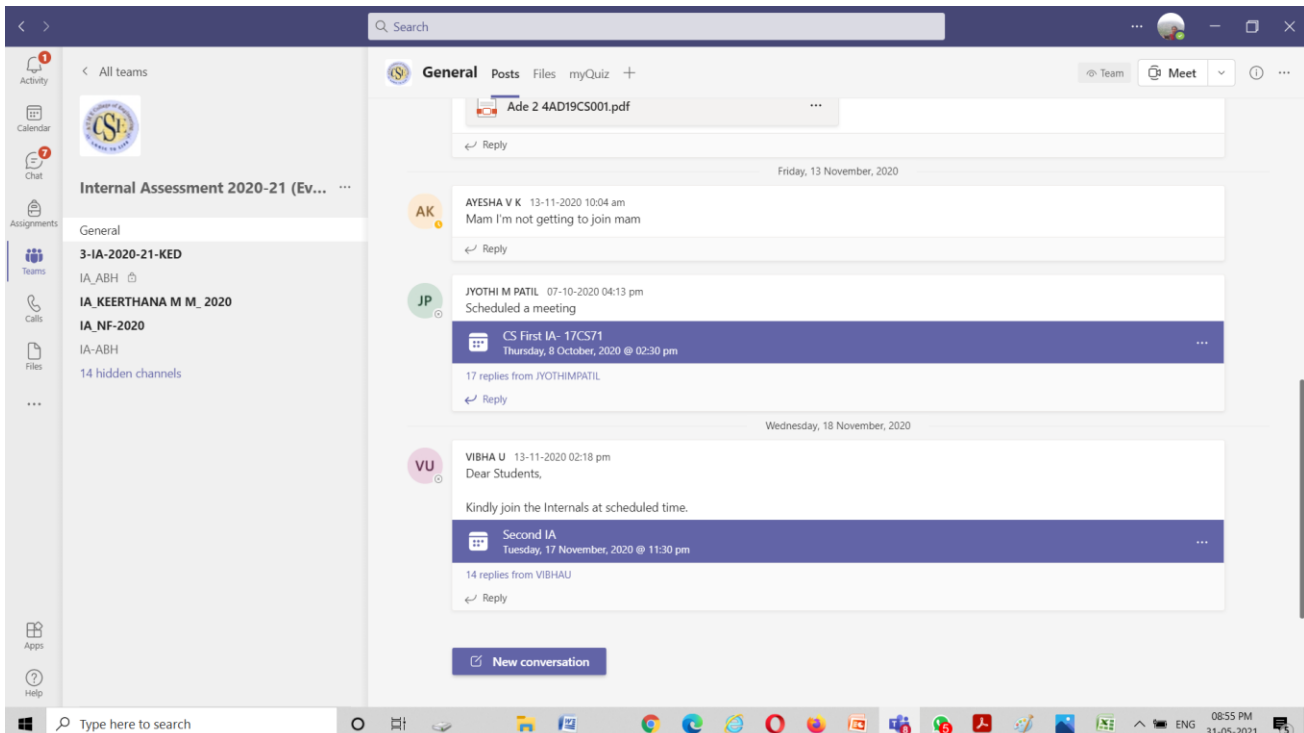 Search
1
Activity
Calendar
7
Chat
Assignments
Teams
Calls
Files
Apps
Help
All teams
CSE
Internal Assessment 2020-21 (Ev...
General
3-IA-2020-21-KED
IA_ABH
IA_KEERTHANA M M_ 2020
IA_NF-2020
IA-ABH
14 hidden channels
General Posts Files myQuiz
Team
Meet
Ade 2 4AD19CS001.pdf
Reply
Friday, 13 November, 2020
AK
AYESHA V K 13-11-2020 10:04 am
Mam I'm not getting to join mam
Reply
JP
JYOTHI M PATIL 07-10-2020 04:13 pm
Scheduled a meeting
CS First IA- 17CS71
Thursday, 8 October, 2020 @ 02:30 pm
17 replies from JYOTHIMPATIL
Reply
Wednesday, 18 November, 2020
VU
VIBHA U 13-11-2020 02:18 pm
Dear Students,
Kindly join the Internals at scheduled time.
Second IA
Tuesday, 17 November, 2020 @ 11:30 pm
14 replies from VIBHAU
Reply
New conversation
Type here to search
ENG
08:55 PM
31-05-2021